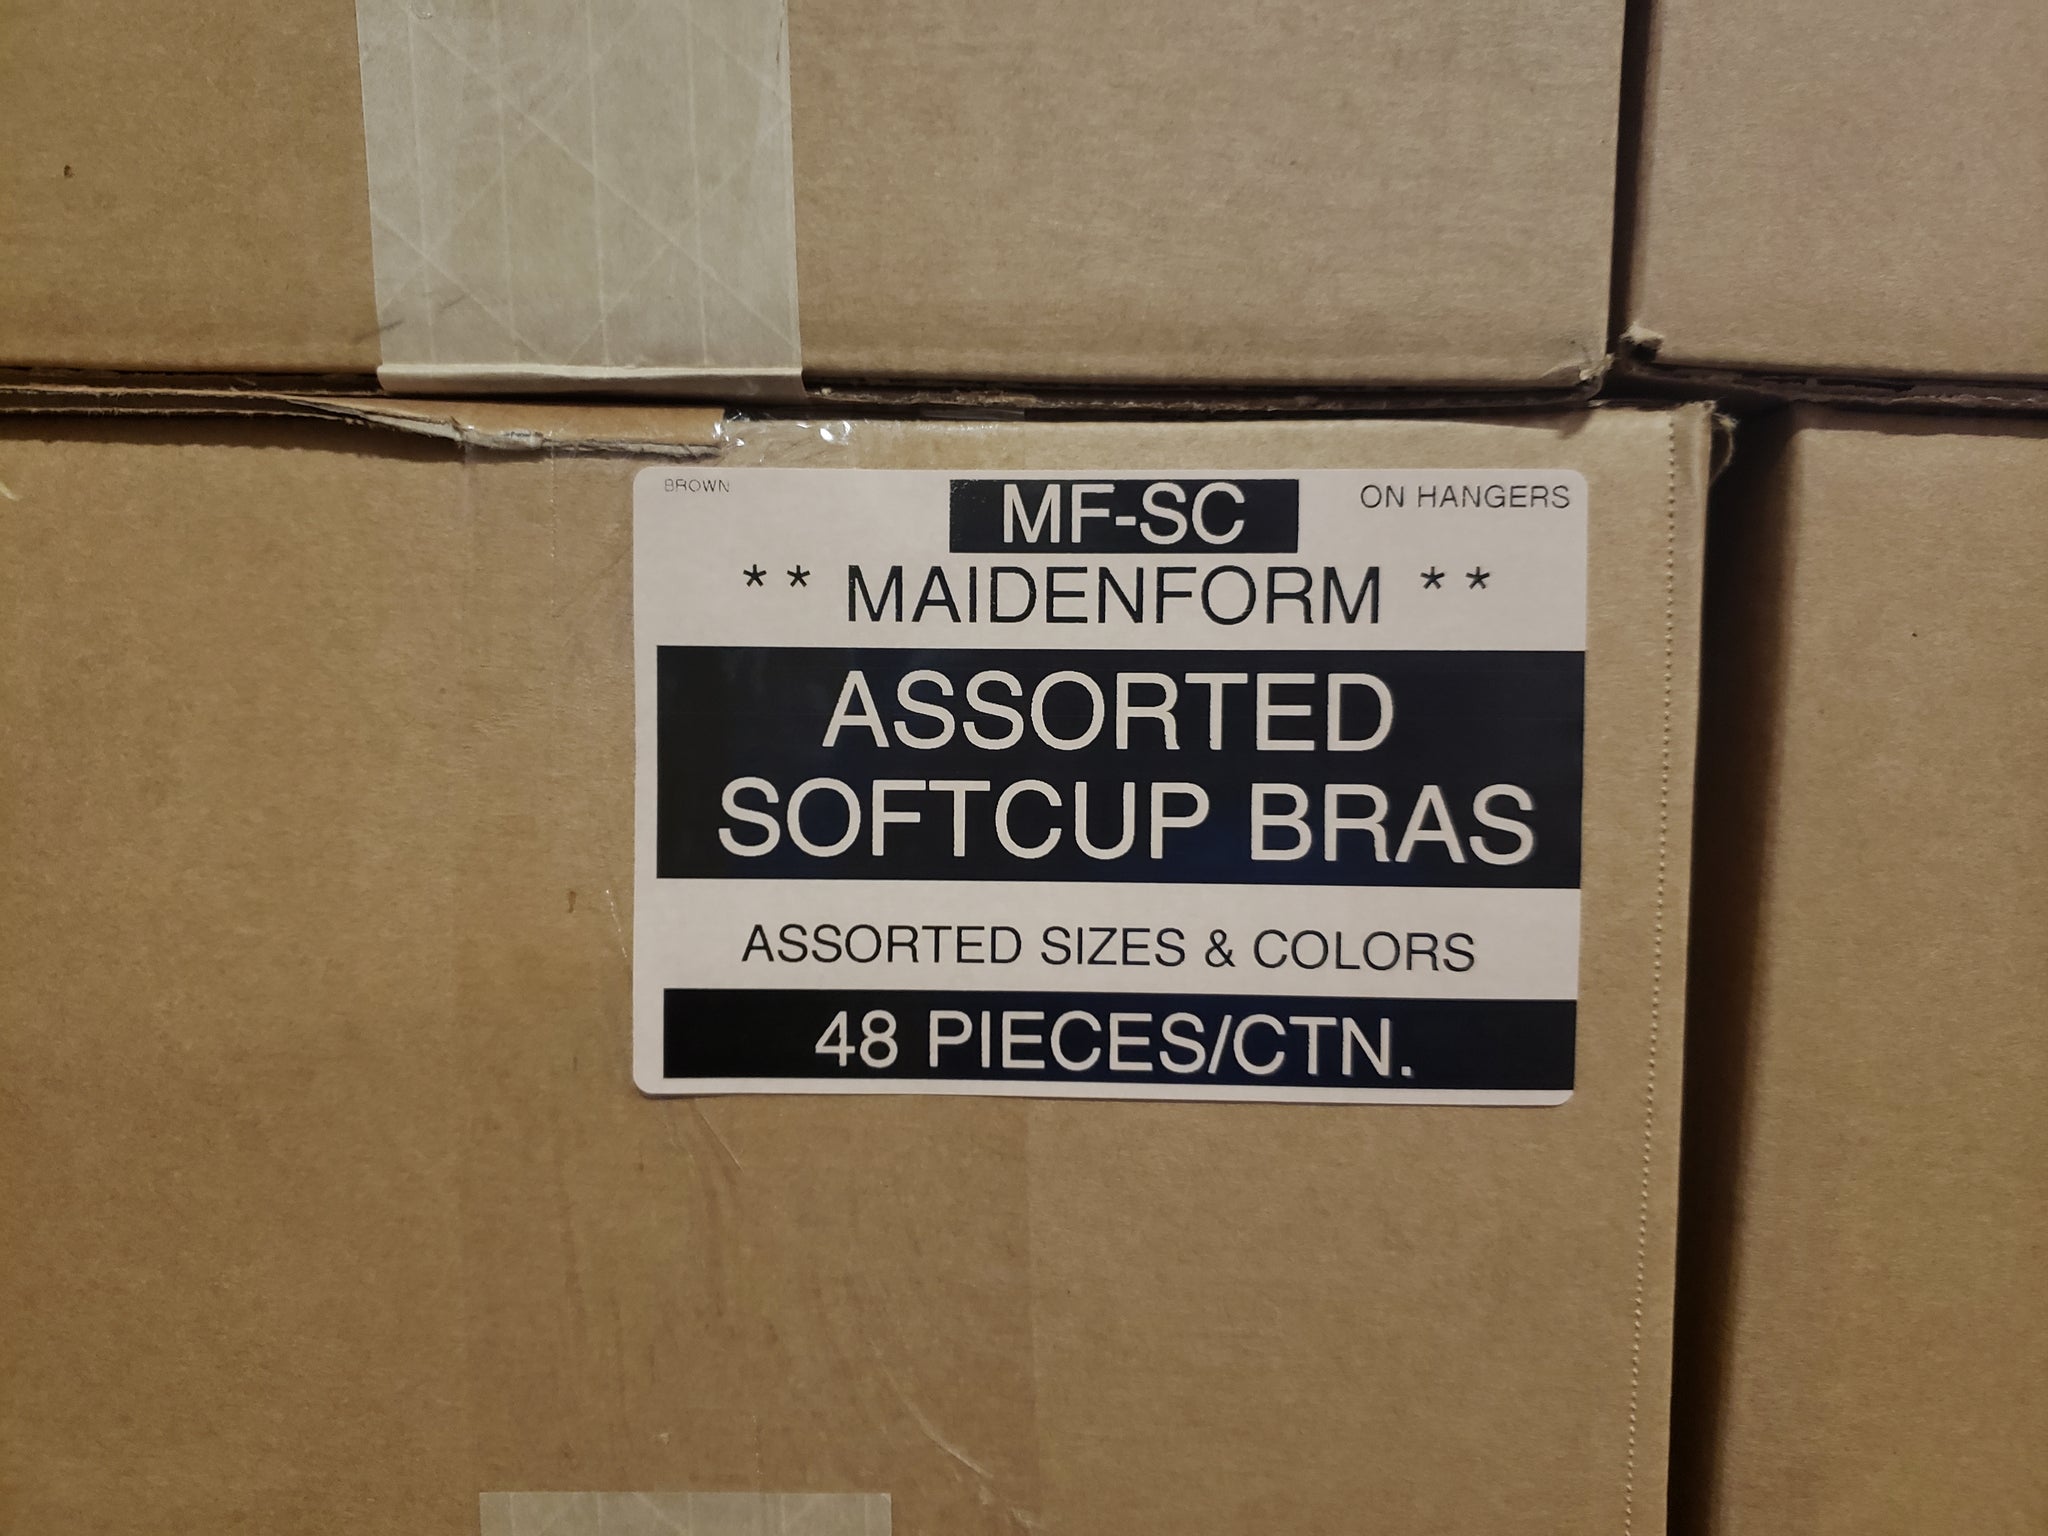 BROWN
MF-SC
ON HANGERS
** MAIDENFORM **
ASSORTED
SOFTCUP BRAS
ASSORTED SIZES & COLORS
48 PIECES/CTN.